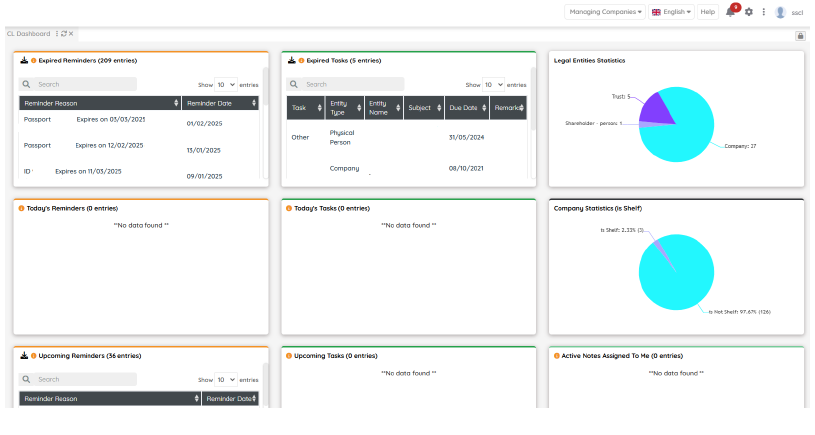 Managing Companies English Help 9 sscl
CL Dashboard
Expired Reminders (209 entries)
Search Show 10 entries
Reminder Reason Reminder Date
Passport Expires on 03/03/2021 01/02/2025
Passport Expires on 12/02/2025 13/01/2025
ID Expires on 11/03/2025 09/01/2025
Expired Tasks (5 entries)
Search Show 10 entries
Task Entity Type Entity Name Subject Due Date Remarks
Other Physical Person 31/05/2024
Company 08/10/2021
Legal Entities Statistics
Trust: 5
Shareholder - person: 1
Company: 27
Today's Reminders (0 entries)
**No data found **
Today's Tasks (0 entries)
**No data found **
Company Statistics (Is Shelf)
Is Shelf: 2.33% (3)
Is Not Shelf: 97.67% (126)
Upcoming Reminders (36 entries)
Search Show 10 entries
Reminder Reason Reminder Date
Upcoming Tasks (0 entries)
**No data found **
Active Notes Assigned To Me (0 entries)
**No data found **